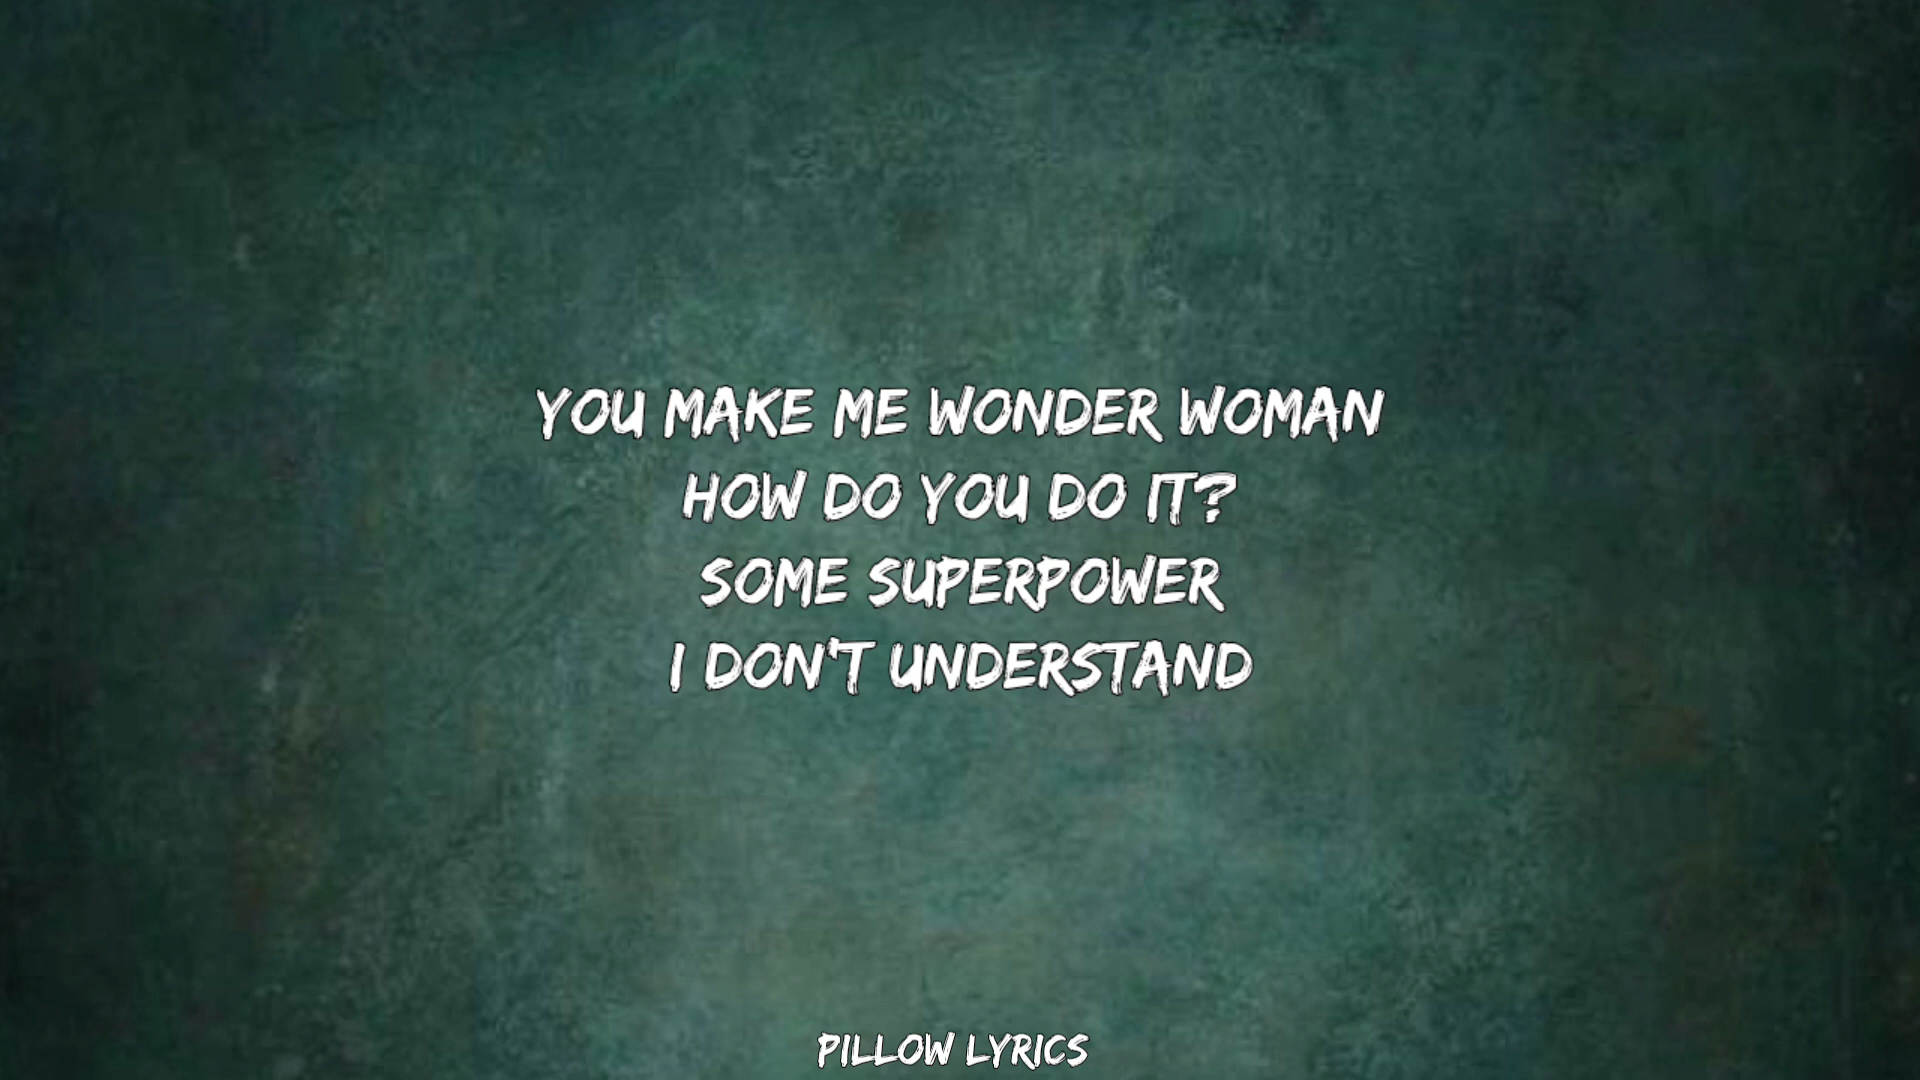 YOU MAKE ME WONDER WOMAN
HOW DO YOU DO IT?
SOME SUPERPOWER
I DON'T UNDERSTAND
PILLOW LYRICS